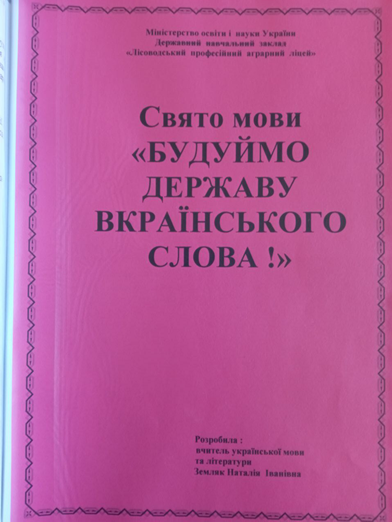 Міністерство освіти і науки України
Державний навчальний заклад
«Лісоводський професійний аграрний ліцей»
Свято мови
«БУДУЙМО
ДЕРЖАВУ
ВКРАЇНСЬКОГО
СЛОВА !»
Розробила :
вчитель української мови
та літератури
Земляк Наталія Іванівна